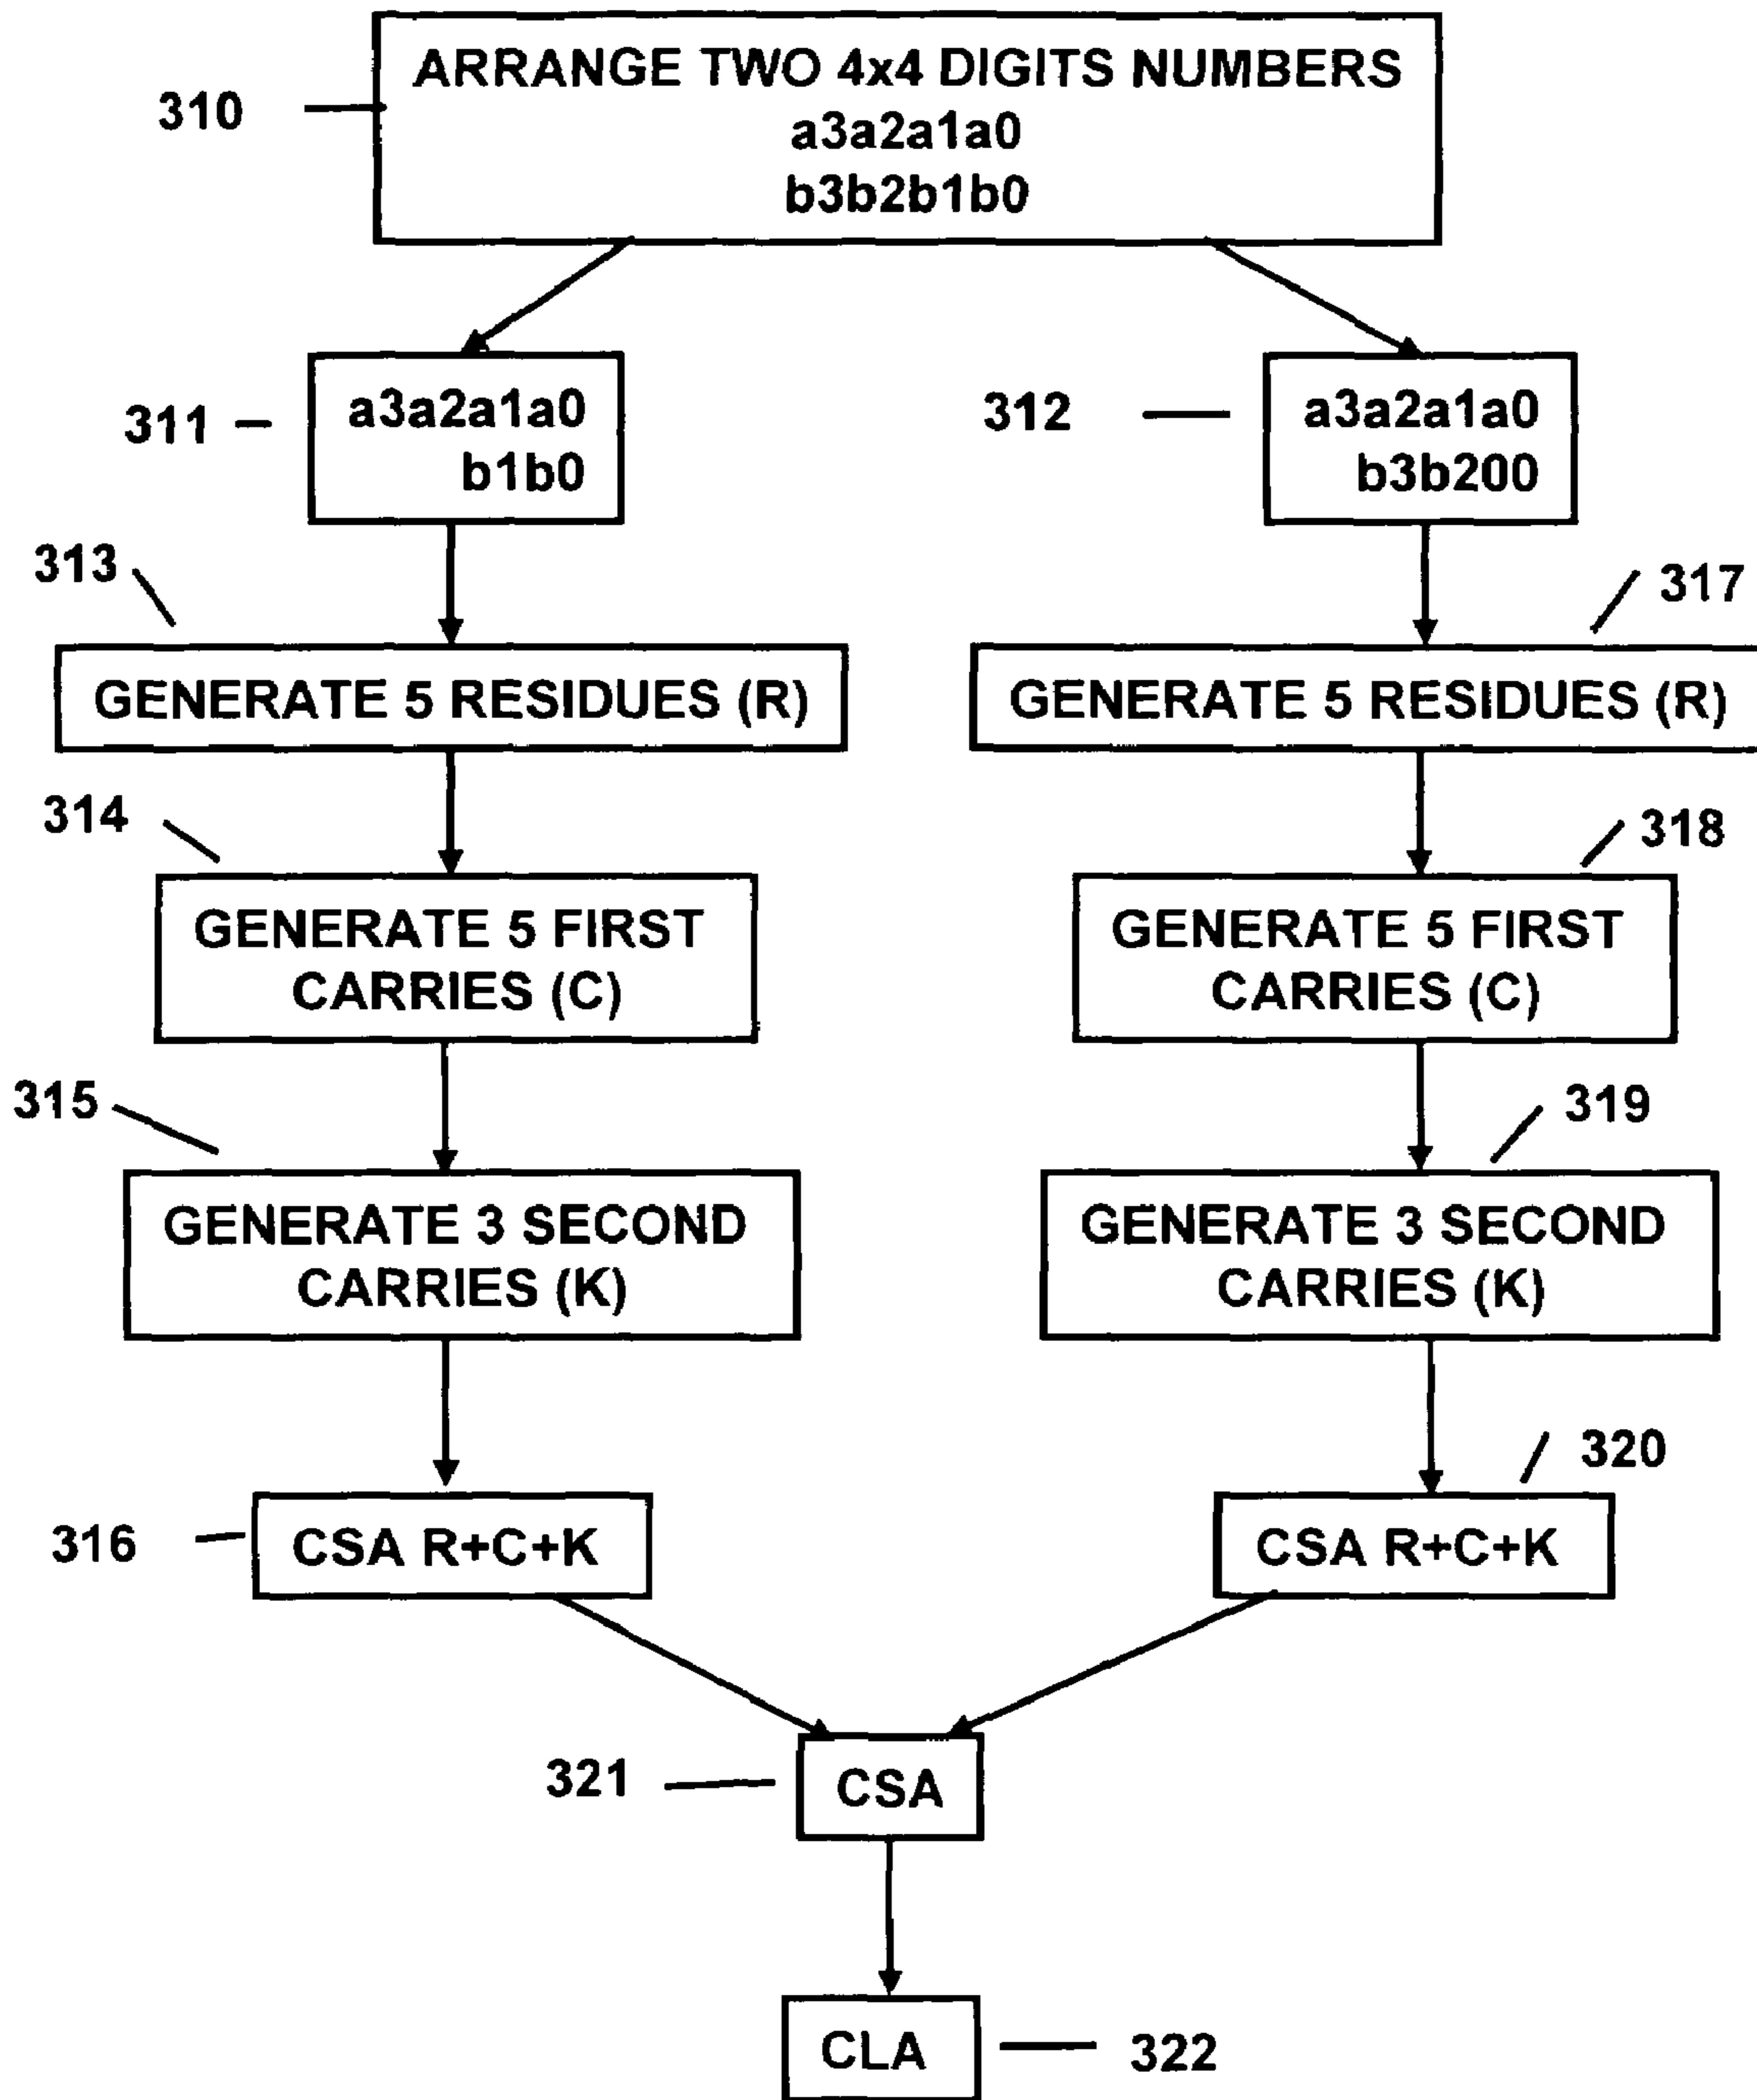 ARRANGE TWO 4x4 DIGITS NUMBERS
310
a3a2a1a0
b3b2b1b0
311
a3a2a1a0
b1b0
312
a3a2a1a0
b3b200
313
GENERATE 5 RESIDUES (R)
317
GENERATE 5 RESIDUES (R)
314
GENERATE 5 FIRST
CARRIES (C)
318
GENERATE 5 FIRST
CARRIES (C)
315
GENERATE 3 SECOND
CARRIES (K)
319
GENERATE 3 SECOND
CARRIES (K)
316
CSA R+C+K
320
CSA R+C+K
321
CSA
CLA
322